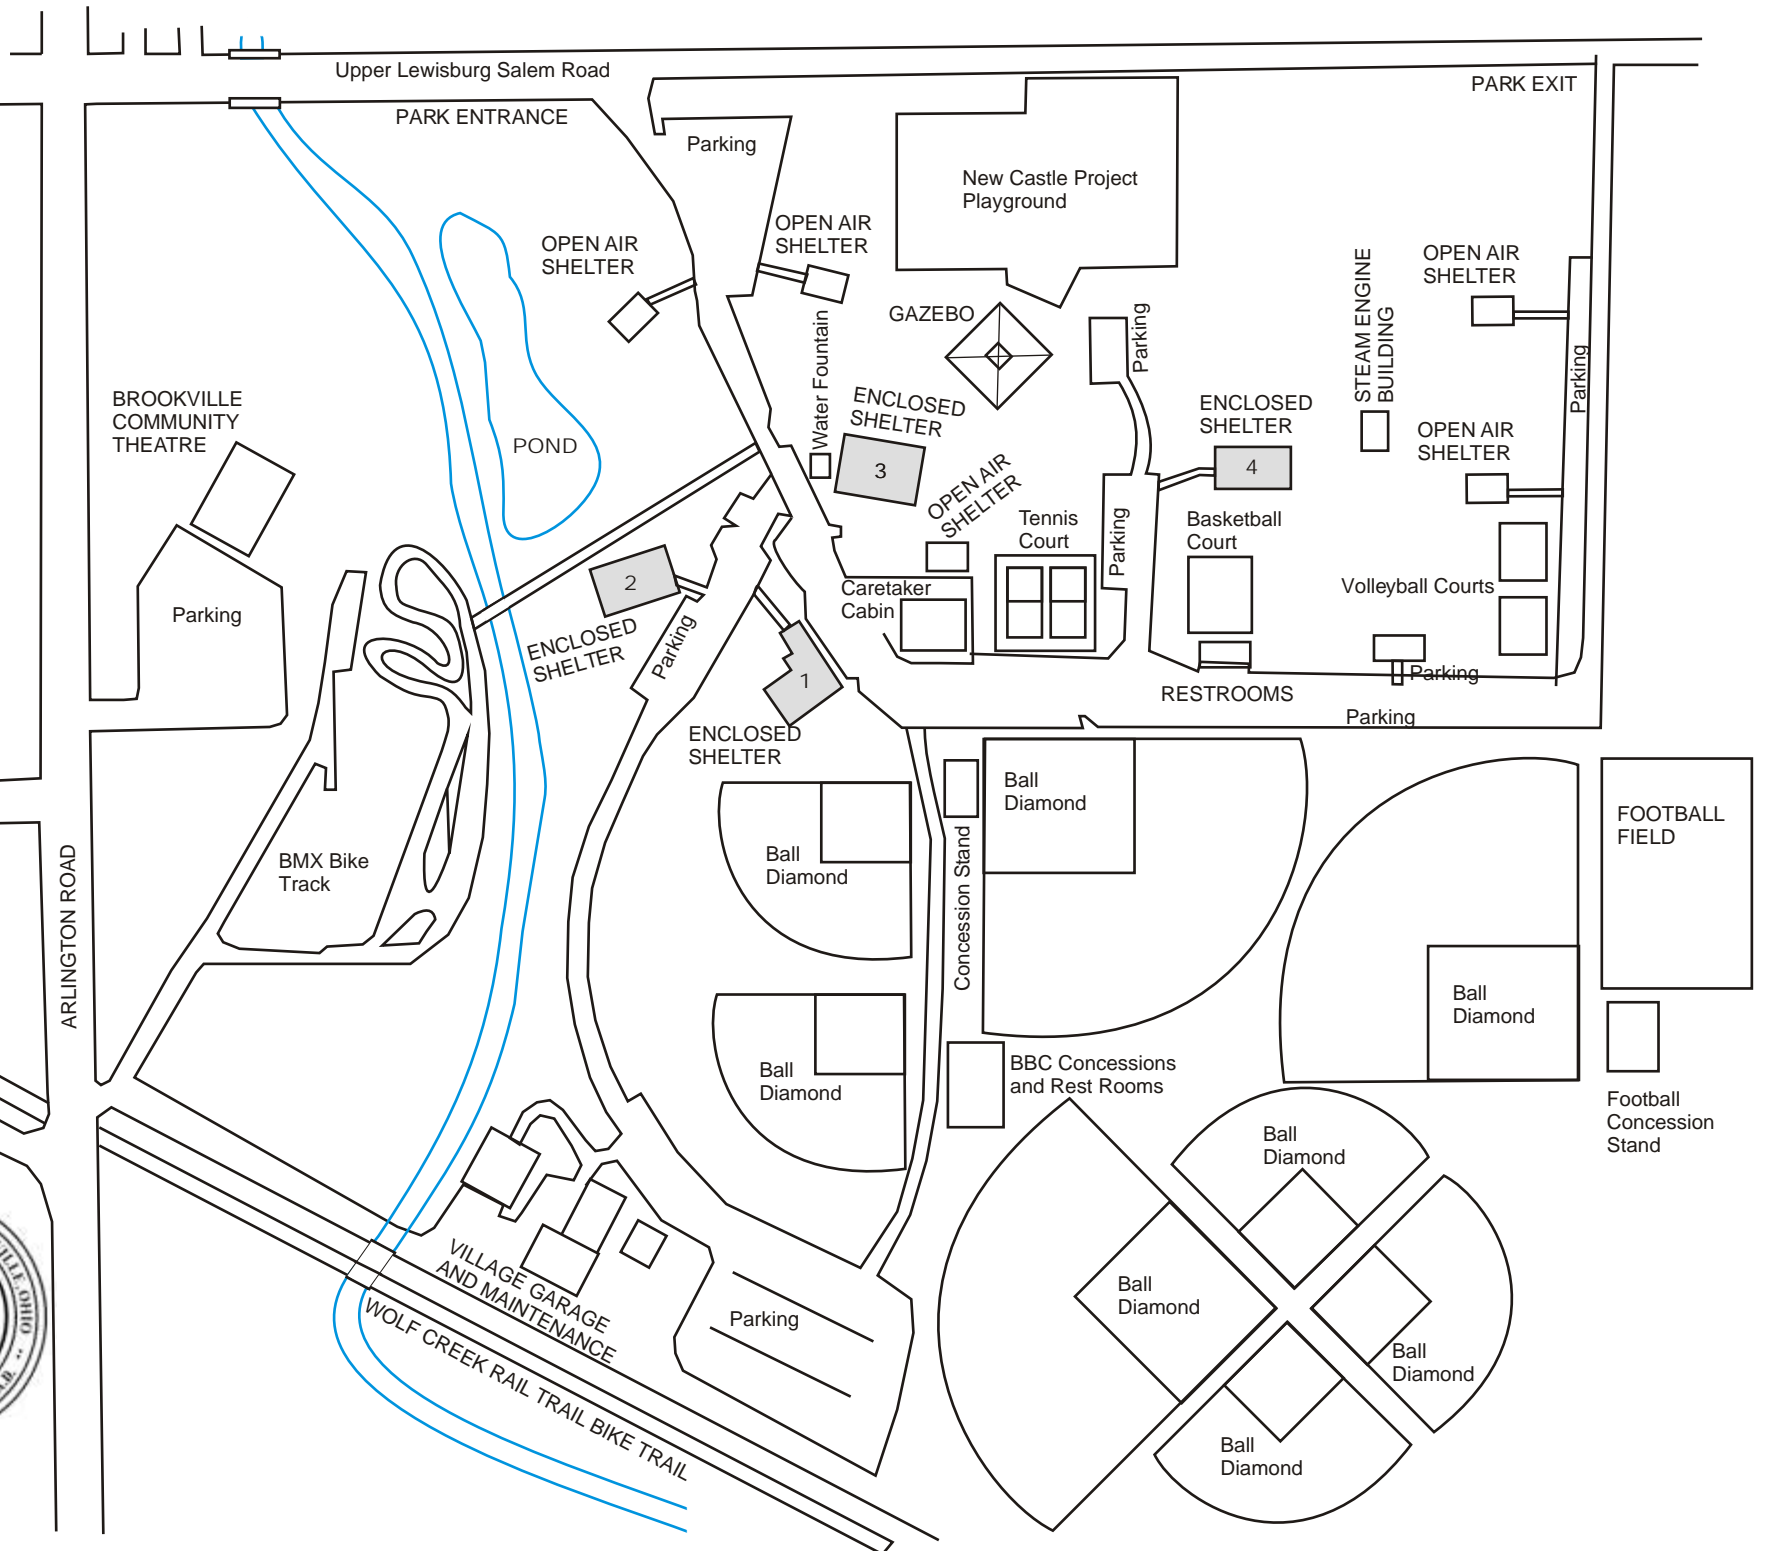 Upper Lewisburg Salem Road
PARK EXIT
PARK ENTRANCE
Parking
New Castle Project
Playground
OPEN AIR
SHELTER
OPEN AIR
SHELTER
OPEN AIR
SHELTER
STEAM ENGINE
BUILDING
GAZEBO
Water Fountain
Parking
Parking
ENCLOSED
SHELTER
3
ENCLOSED
SHELTER
4
BROOKVILLE
COMMUNITY
THEATRE
POND
OPEN AIR
SHELTER
OPEN AIR
SHELTER
Tennis
Court
Parking
Basketball
Court
Volleyball Courts
2
ENCLOSED
SHELTER
Caretaker
Cabin
Parking
Parking
1
ENCLOSED
SHELTER
RESTROOMS
Parking
Parking
Ball
Diamond
Concession Stand
Ball
Diamond
FOOTBALL
FIELD
BMX Bike
Track
ARLINGTON ROAD
Ball
Diamond
Ball
Diamond
BBC Concessions
and Rest Rooms
Football
Concession
Stand
Ball
Diamond
Ball
Diamond
Ball
Diamond
Ball
Diamond
VILLAGE GARAGE
AND MAINTENANCE
Parking
WOLF CREEK RAIL TRAIL BIKE TRAIL
OHIO